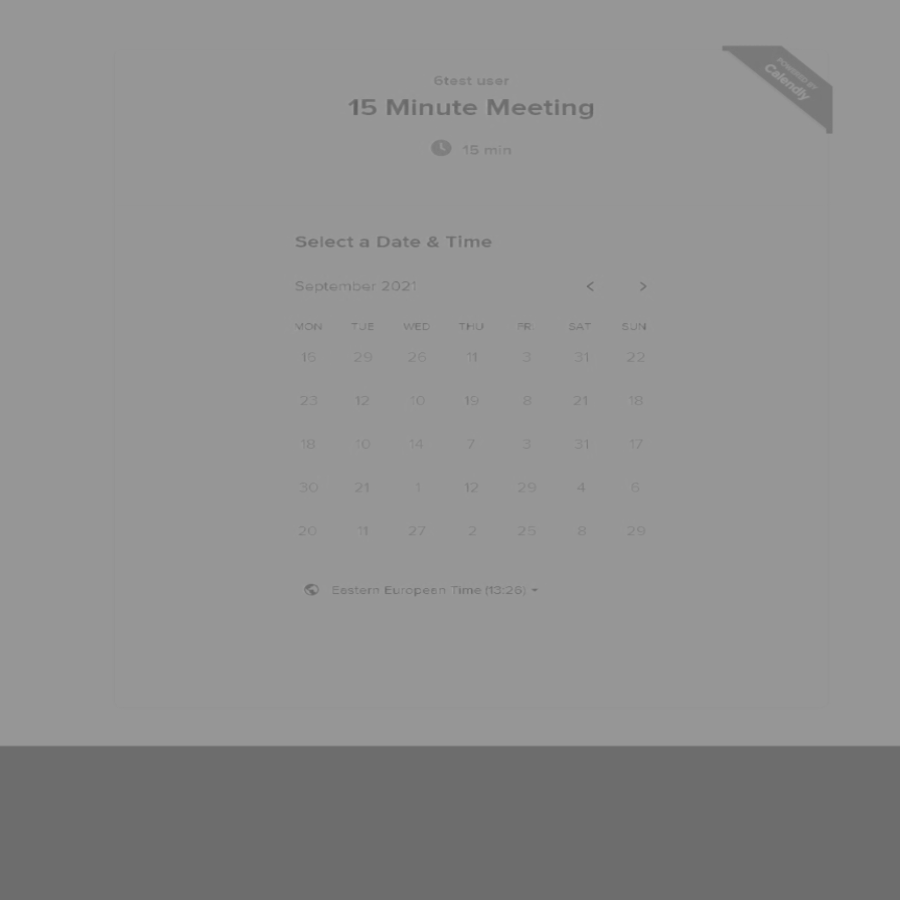 6test user
15 Minute Meeting
15 min
POWERED BY
Calendly
Select a Date & Time
September 2021
MON TUE WED THU FRI SAT SUN
15 29 26 11 3 31 22
23 12 10 19 8 21 18
18 10 14 7 3 31 17
30 21 1 12 29 4 5
20 11 27 2 25 8 29
Eastern European Time (13:26)